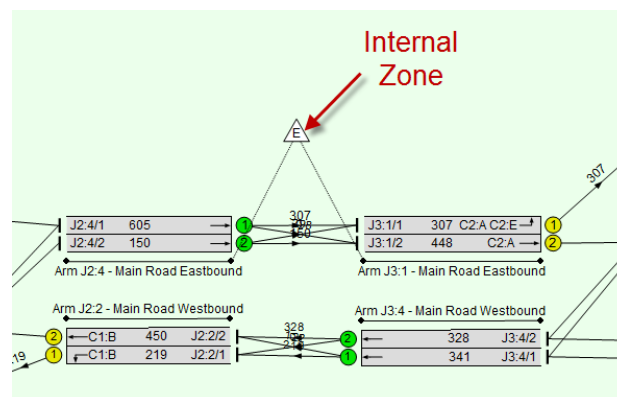 Internal
Zone
E
307
307
J2:4/1 605
1
J3:1/1 307 C2:A C2:E
1
J2:4/2 150
2
J3:1/2 448 C2:A
2
Arm J2:4 - Main Road Eastbound
Arm J3:1 - Main Road Eastbound
Arm J2:2 - Main Road Westbound
Arm J3:4 - Main Road Westbound
328
2
C1:B 450 J2:2/2
2
328 J3:4/2
1
C1:B 219 J2:2/1
1
341 J3:4/1